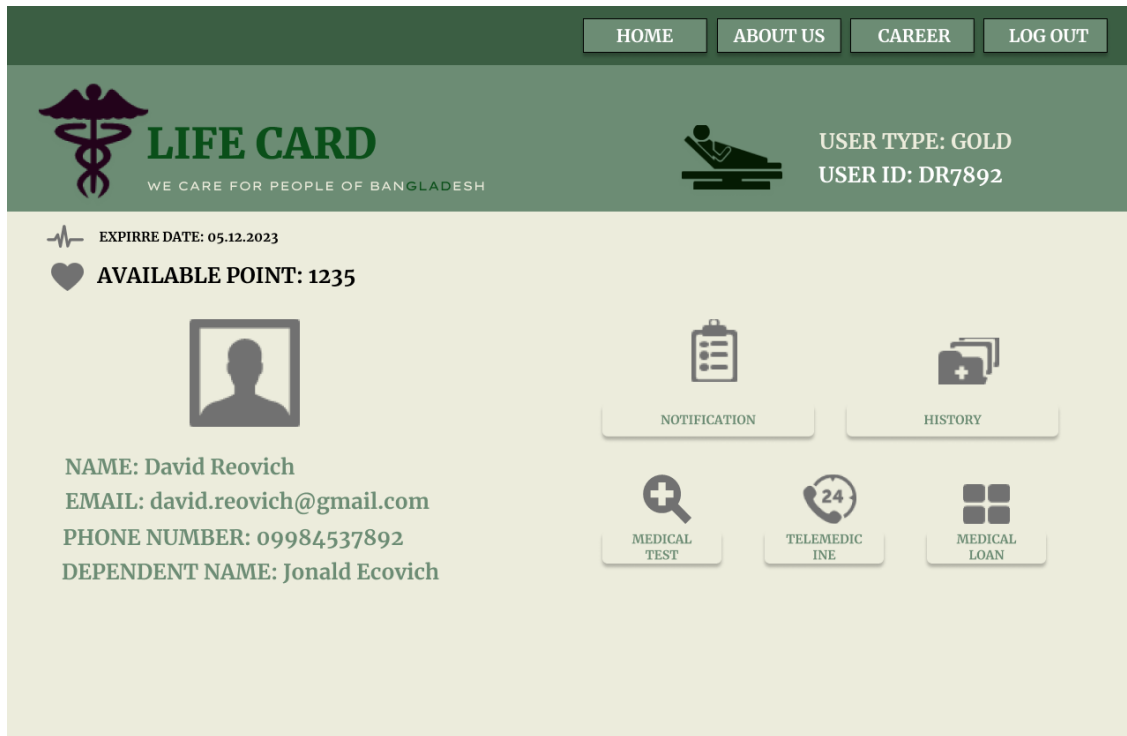 HOME ABOUT US CAREER LOG OUT
LIFE CARD
WE CARE FOR PEOPLE OF BANGLADESH
USER TYPE: GOLD
USER ID: DR7892
EXPIRRE DATE: 05.12.2023
AVAILABLE POINT: 1235
NAME: David Reovich
EMAIL: david.reovich@gmail.com
PHONE NUMBER: 09984537892
DEPENDENT NAME: Jonald Ecovich
NOTIFICATION
HISTORY
MEDICAL
TEST
24
TELEMEDIC
INE
MEDICAL
LOAN